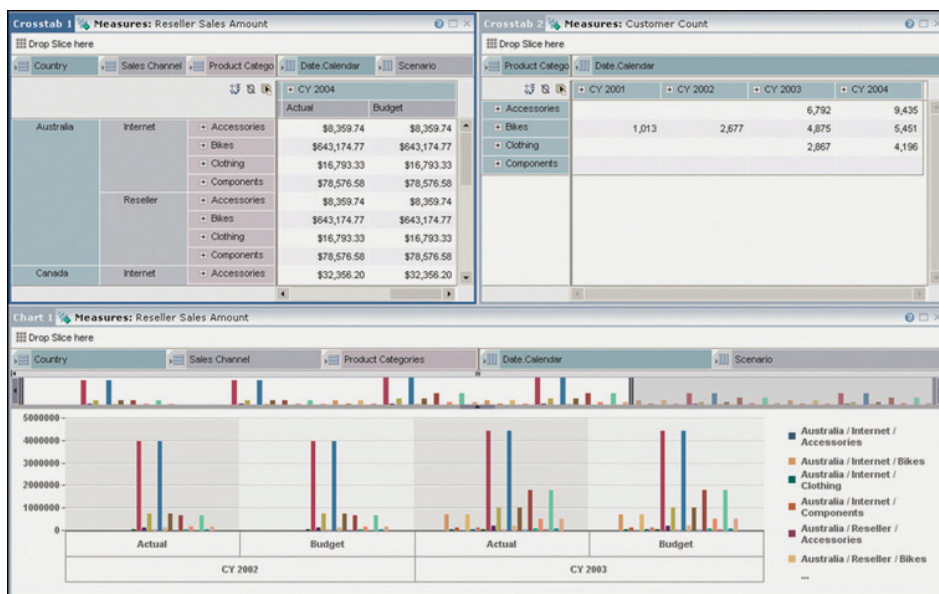 Crosstab 1 Measures: Reseller Sales Amount
Drop Slice here
Country Sales Channel Product Catego Date.Calendar Scenario
CY 2004
Actual Budget
Australia Internet Accessories $8,359.74 $8,359.74
Bikes $643,174.77 $643,174.77
Clothing $16,793.33 $16,793.33
Components $78,576.58 $78,576.58
Reseller Accessories $8,359.74 $8,359.74
Bikes $643,174.77 $643,174.77
Clothing $16,793.33 $16,793.33
Components $78,576.58 $78,576.58
Canada Internet Accessories $32,356.20 $32,356.20
Crosstab 2 Measures: Customer Count
Drop Slice here
Product Catego Date.Calendar
CY 2001 CY 2002 CY 2003 CY 2004
Accessories 6,792 9,435
Bikes 1,013 2,677 4,875 5,451
Clothing 2,867 4,196
Components
Chart 1 Measures: Reseller Sales Amount
Drop Slice here
Country Sales Channel Product Categories Date.Calendar Scenario
5000000
4000000
3000000
2000000
1000000
0
Actual Budget Actual Budget
CY 2002 CY 2003
Australia / Internet /
Accessories
Australia / Internet / Bikes
Australia / Internet /
Clothing
Australia / Internet /
Components
Australia / Reseller /
Accessories
Australia / Reseller / Bikes
...